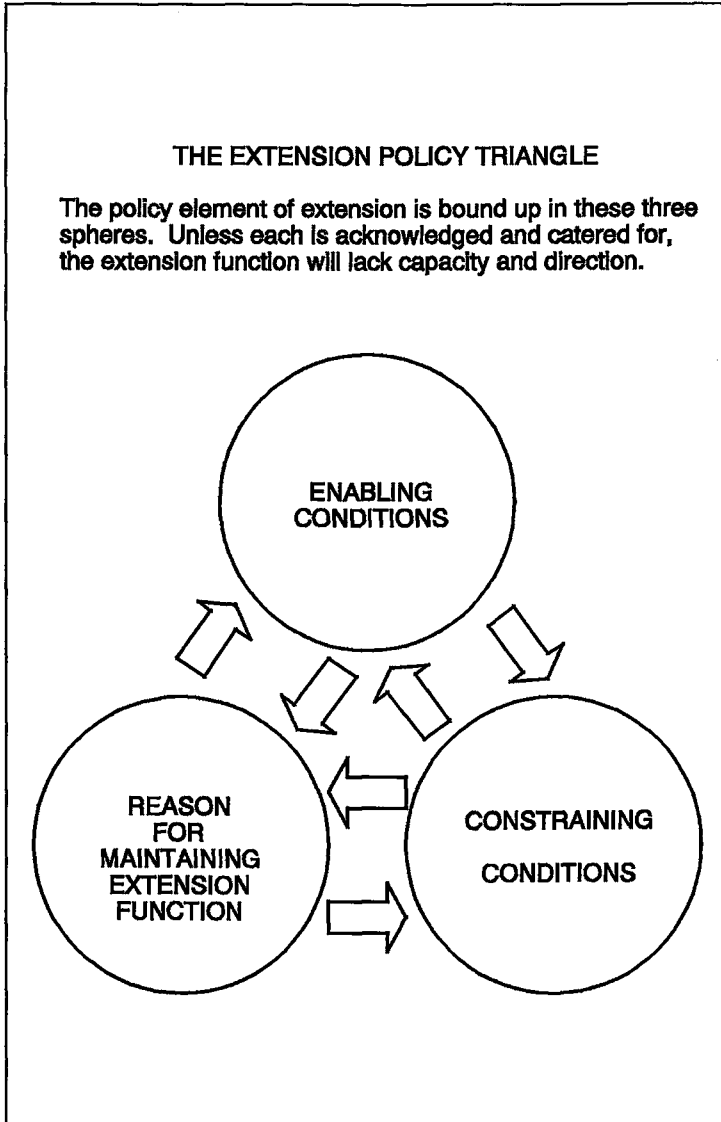 THE EXTENSION POLICY TRIANGLE
The policy element of extension is bound up in these three
spheres. Unless each is acknowledged and catered for,
the extension function will lack capacity and direction.
ENABLING
CONDITIONS
REASON
FOR
MAINTAINING
EXTENSION
FUNCTION
CONSTRAINING
CONDITIONS